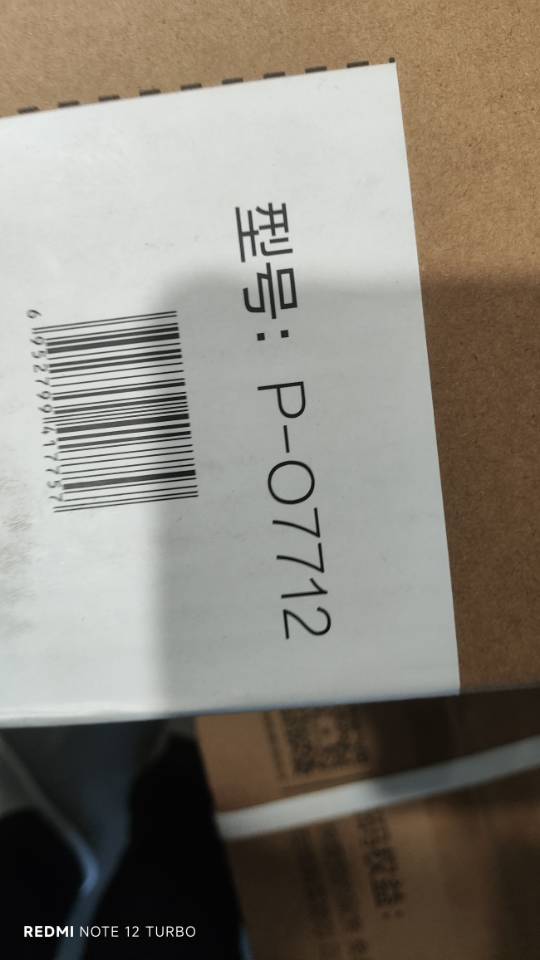 型号: P-07712
6 952799 417757
REDMI NOTE 12 TURBO